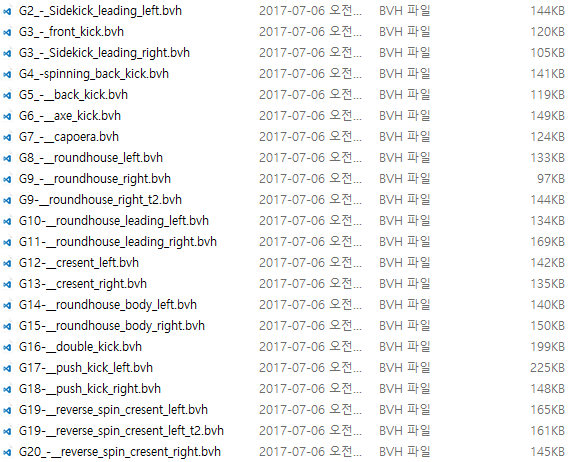 G2_-_Sidekick_leading_left.bvh 2017-07-06 오전... BVH 파일 144KB
G3_-_front_kick.bvh 2017-07-06 오전... BVH 파일 120KB
G3_-_Sidekick_leading_right.bvh 2017-07-06 오전... BVH 파일 105KB
G4_-spinning_back_kick.bvh 2017-07-06 오전... BVH 파일 141KB
G5_-__back_kick.bvh 2017-07-06 오전... BVH 파일 119KB
G6_-__axe_kick.bvh 2017-07-06 오전... BVH 파일 149KB
G7_-__capoera.bvh 2017-07-06 오전... BVH 파일 124KB
G8_-__roundhouse_left.bvh 2017-07-06 오전... BVH 파일 133KB
G9_-__roundhouse_right.bvh 2017-07-06 오전... BVH 파일 97KB
G9-__roundhouse_right_t2.bvh 2017-07-06 오전... BVH 파일 144KB
G10-__roundhouse_leading_left.bvh 2017-07-06 오전... BVH 파일 134KB
G11-__roundhouse_leading_right.bvh 2017-07-06 오전... BVH 파일 169KB
G12-__cresent_left.bvh 2017-07-06 오전... BVH 파일 142KB
G13-__cresent_right.bvh 2017-07-06 오전... BVH 파일 135KB
G14-__roundhouse_body_left.bvh 2017-07-06 오전... BVH 파일 140KB
G15-__roundhouse_body_right.bvh 2017-07-06 오전... BVH 파일 150KB
G16-__double_kick.bvh 2017-07-06 오전... BVH 파일 199KB
G17-__push_kick_left.bvh 2017-07-06 오전... BVH 파일 225KB
G18-__push_kick_right.bvh 2017-07-06 오전... BVH 파일 148KB
G19-__reverse_spin_cresent_left.bvh 2017-07-06 오전... BVH 파일 165KB
G19-__reverse_spin_cresent_left_t2.bvh 2017-07-06 오전... BVH 파일 161KB
G20_-__reverse_spin_cresent_right.bvh 2017-07-06 오전... BVH 파일 145KB